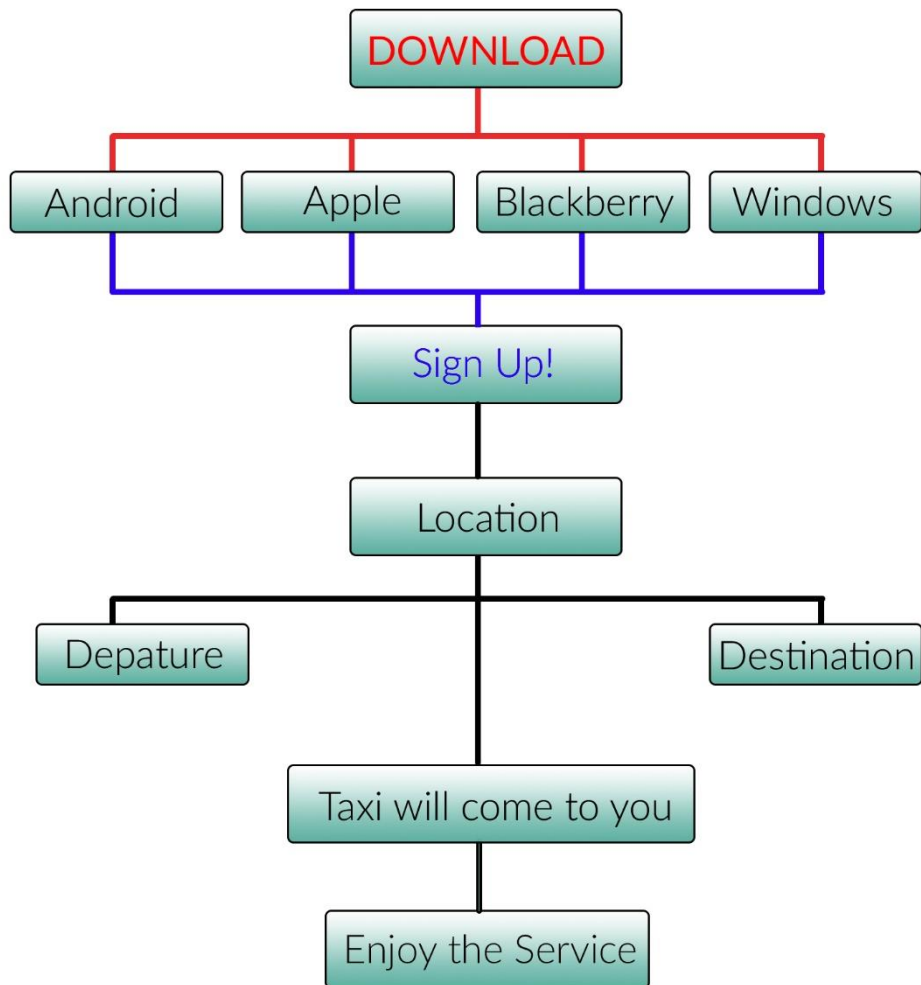 DOWNLOAD
Android
Apple
Blackberry
Windows
Sign Up!
Location
Depature
Destination
Taxi will come to you
Enjoy the Service